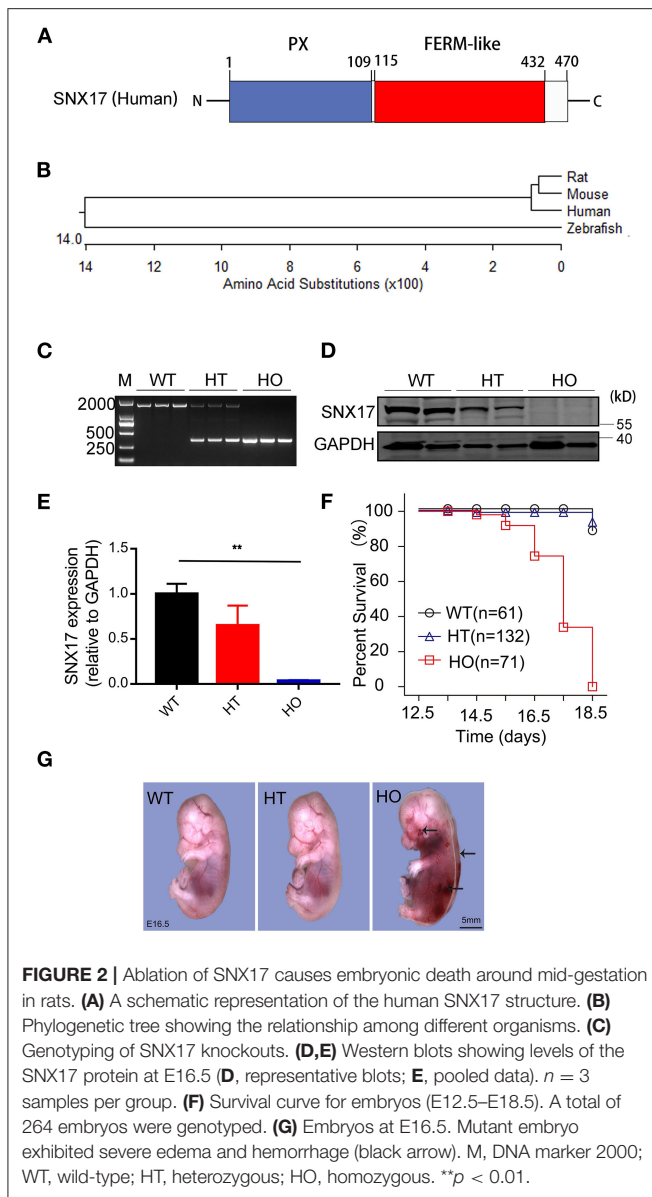 A
PX
FERM-like
1
109
115
432
470
SNX17 (Human)
N
C
B
Rat
Mouse
Human
Zebrafish
14.0
14 12 10 8 6 4 2 0
Amino Acid Substitutions (x100)
C
M WT HT HO
2000
500
250
D
WT HT HO
(kD)
SNX17
55
GAPDH
40
E
SNX17 expression
(relative to GAPDH)
1.5
1.0
0.5
0.0
**
WT
HT
HO
F
Percent Survival (%)
100
80
60
40
20
0
WT(n=61)
HT(n=132)
HO(n=71)
12.5 14.5 16.5 18.5
Time (days)
G
WT
HT
HO
E16.5
5mm
FIGURE 2 | Ablation of SNX17 causes embryonic death around mid-gestation
in rats. (A) A schematic representation of the human SNX17 structure. (B)
Phylogenetic tree showing the relationship among different organisms. (C)
Genotyping of SNX17 knockouts. (D,E) Western blots showing levels of the
SNX17 protein at E16.5 (D, representative blots; E, pooled data). n = 3
samples per group. (F) Survival curve for embryos (E12.5–E18.5). A total of
264 embryos were genotyped. (G) Embryos at E16.5. Mutant embryo
exhibited severe edema and hemorrhage (black arrow). M, DNA marker 2000;
WT, wild-type; HT, heterozygous; HO, homozygous. **p < 0.01.